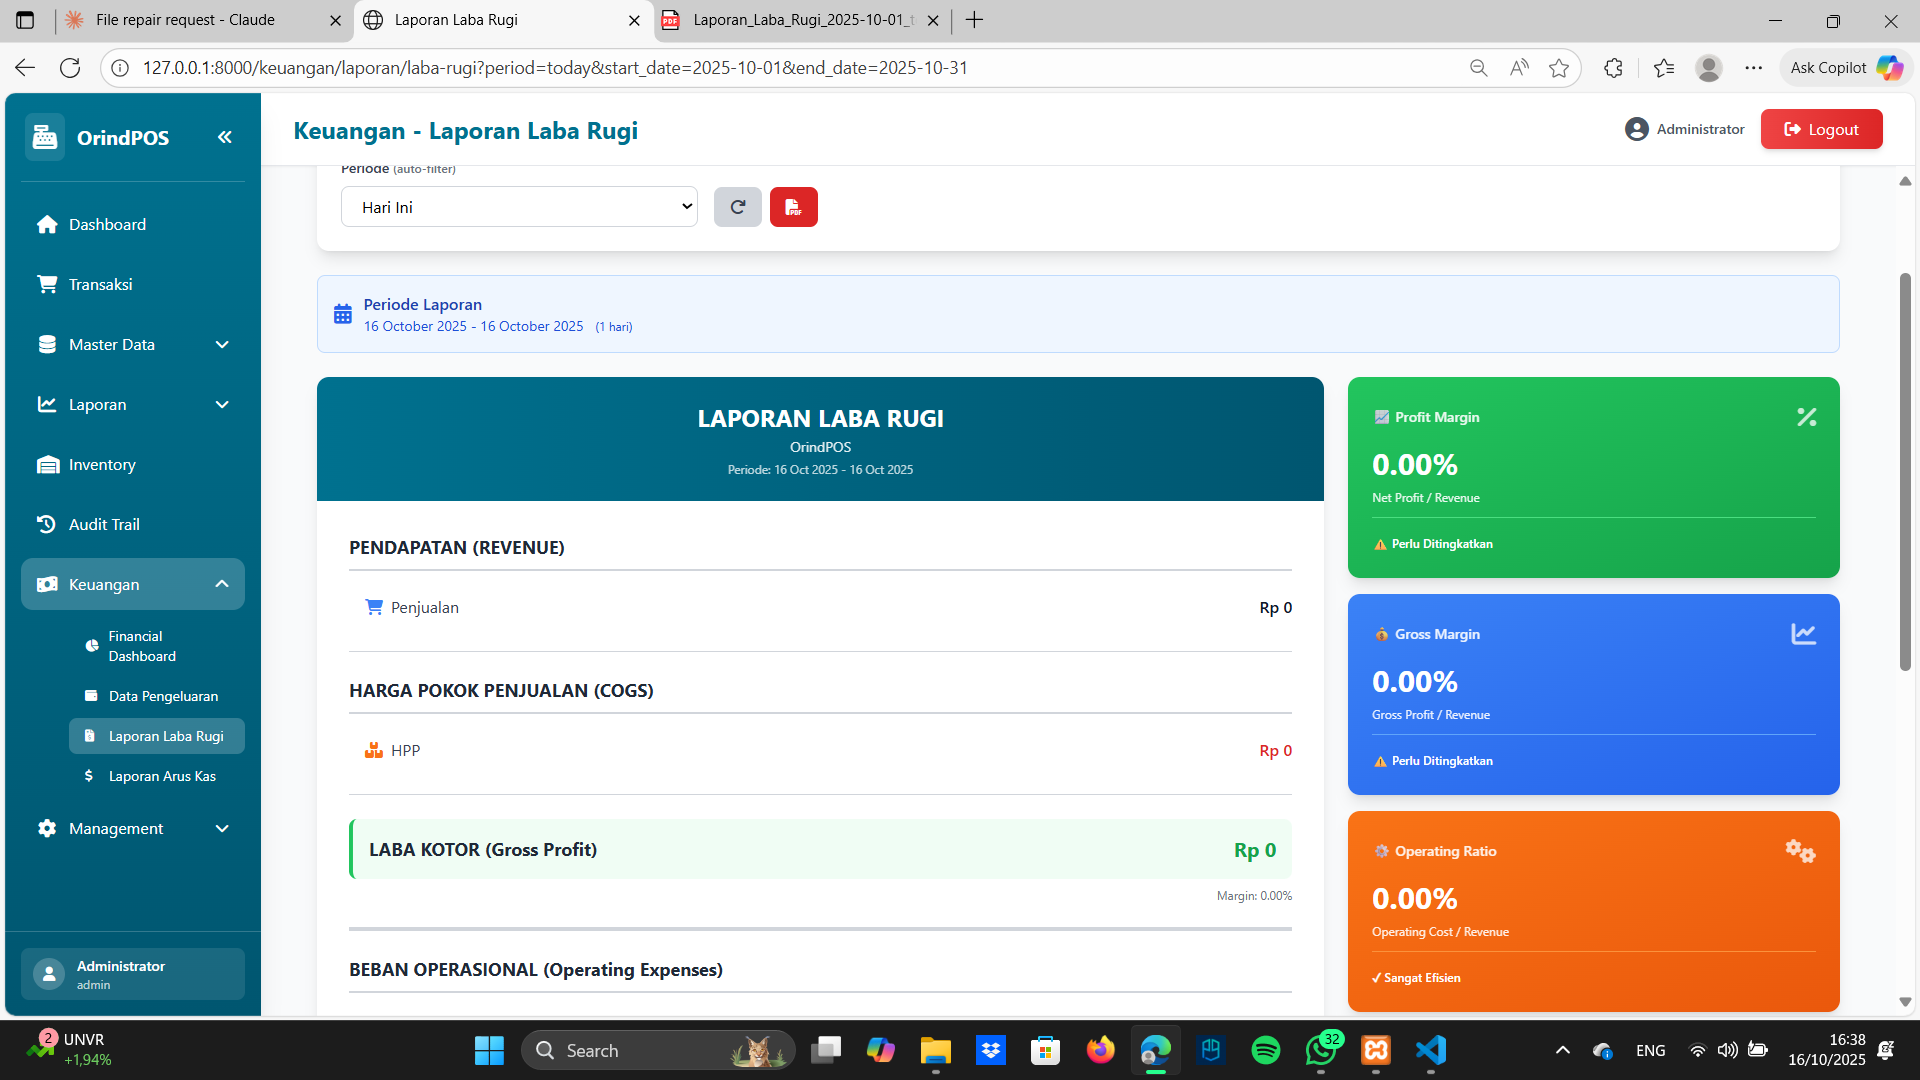 File repair request - Claude
Laporan Laba Rugi
Laporan_Laba_Rugi_2025-10-01_t
127.0.0.1:8000/keuangan/laporan/laba-rugi?period=today&start_date=2025-10-01&end_date=2025-10-31
Ask Copilot
OrindPOS
Dashboard
Transaksi
Master Data
Laporan
Inventory
Audit Trail
Keuangan
Financial
Dashboard
Data Pengeluaran
Laporan Laba Rugi
Laporan Arus Kas
Management
Administrator
admin
Keuangan - Laporan Laba Rugi
Administrator
Logout
Periode (auto-filter)
Hari Ini
PDF
Periode Laporan
16 October 2025 - 16 October 2025 (1 hari)
LAPORAN LABA RUGI
OrindPOS
Periode: 16 Oct 2025 - 16 Oct 2025
PENDAPATAN (REVENUE)
Penjualan Rp 0
HARGA POKOK PENJUALAN (COGS)
HPP Rp 0
LABA KOTOR (Gross Profit) Rp 0
Margin: 0.00%
BEBAN OPERASIONAL (Operating Expenses)
Profit Margin
0.00%
Net Profit / Revenue
Perlu Ditingkatkan
Gross Margin
0.00%
Gross Profit / Revenue
Perlu Ditingkatkan
Operating Ratio
0.00%
Operating Cost / Revenue
✓ Sangat Efisien
2
UNVR
+1,94%
Search
32
ENG
16:38
16/10/2025